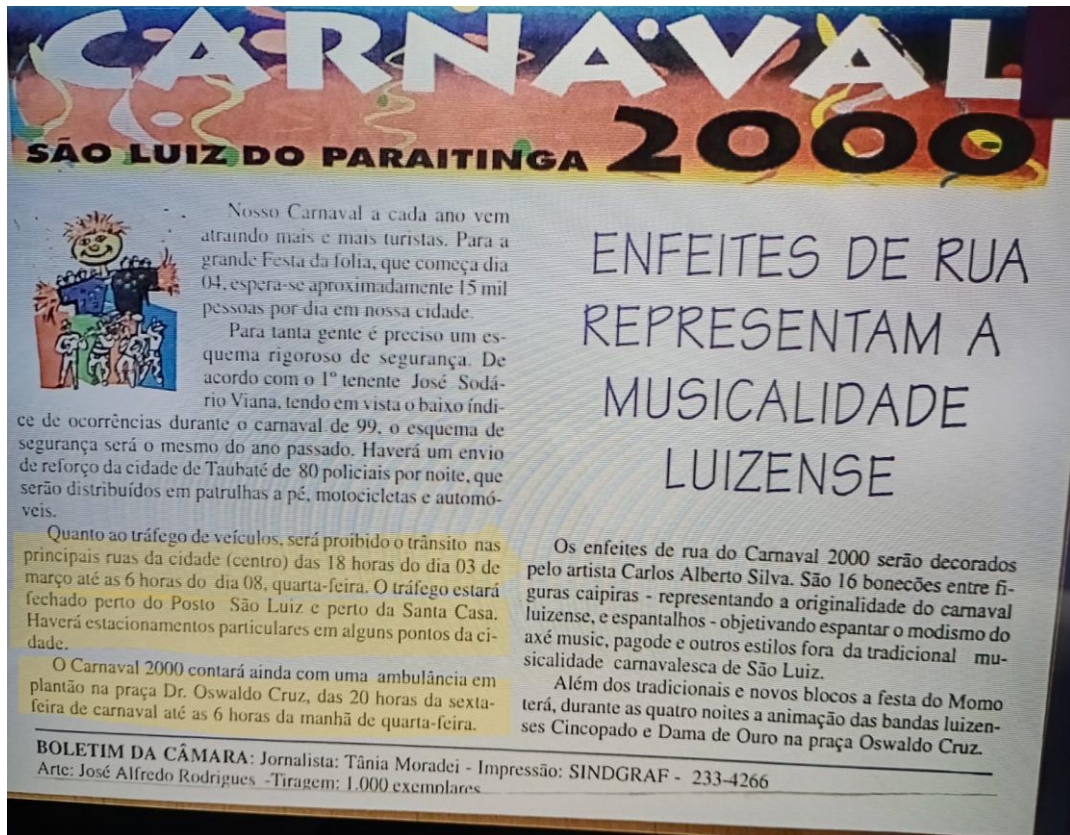 CARNAVAL
SÃO LUIZ DO PARAITINGA 2000
Nosso Carnaval a cada ano vem
atraindo mais e mais turistas. Para a
grande Festa da folia, que começa dia
04, espera-se aproximadamente 15 mil
pessoas por dia em nossa cidade.
Para tanta gente é preciso um es-
quema rigoroso de segurança. De
acordo com o 1º tenente José Sodá-
rio Viana, tendo em vista o baixo índi-
ce de ocorrências durante o carnaval de 99, o esquema de
segurança será o mesmo do ano passado. Haverá um envio
de reforço da cidade de Taubaté de 80 policiais por noite, que
serão distribuídos em patrulhas a pé, motocicletas e automó-
veis.
Quanto ao tráfego de veículos, será proibido o trânsito nas
principais ruas da cidade (centro) das 18 horas do dia 03 de
março até as 6 horas do dia 08, quarta-feira. O tráfego estará
fechado perto do Posto São Luiz e perto da Santa Casa.
Haverá estacionamentos particulares em alguns pontos da ci-
dade.
O Carnaval 2000 contará ainda com uma ambulância em
plantão na praça Dr. Oswaldo Cruz, das 20 horas da sexta-
feira de carnaval até as 6 horas da manhã de quarta-feira.
ENFEITES DE RUA
REPRESENTAM A
MUSICALIDADE
LUIZENSE
Os enfeites de rua do Carnaval 2000 serão decorados
pelo artista Carlos Alberto Silva. São 16 bonecões entre fi-
guras caipiras - representando a originalidade do carnaval
luizense, e espantalhos - objetivando espantar o modismo do
axé music, pagode e outros estilos fora da tradicional mu-
sicalidade carnavalesca de São Luiz.
Além dos tradicionais e novos blocos a festa do Momo
terá, durante as quatro noites a animação das bandas luizen-
ses Cincopado e Dama de Ouro na praça Oswaldo Cruz.
BOLETIM DA CÂMARA: Jornalista: Tânia Moradei - Impressão: SINDGRAF - 233-4266
Arte: José Alfredo Rodrigues -Tiragem: 1.000 exemplares